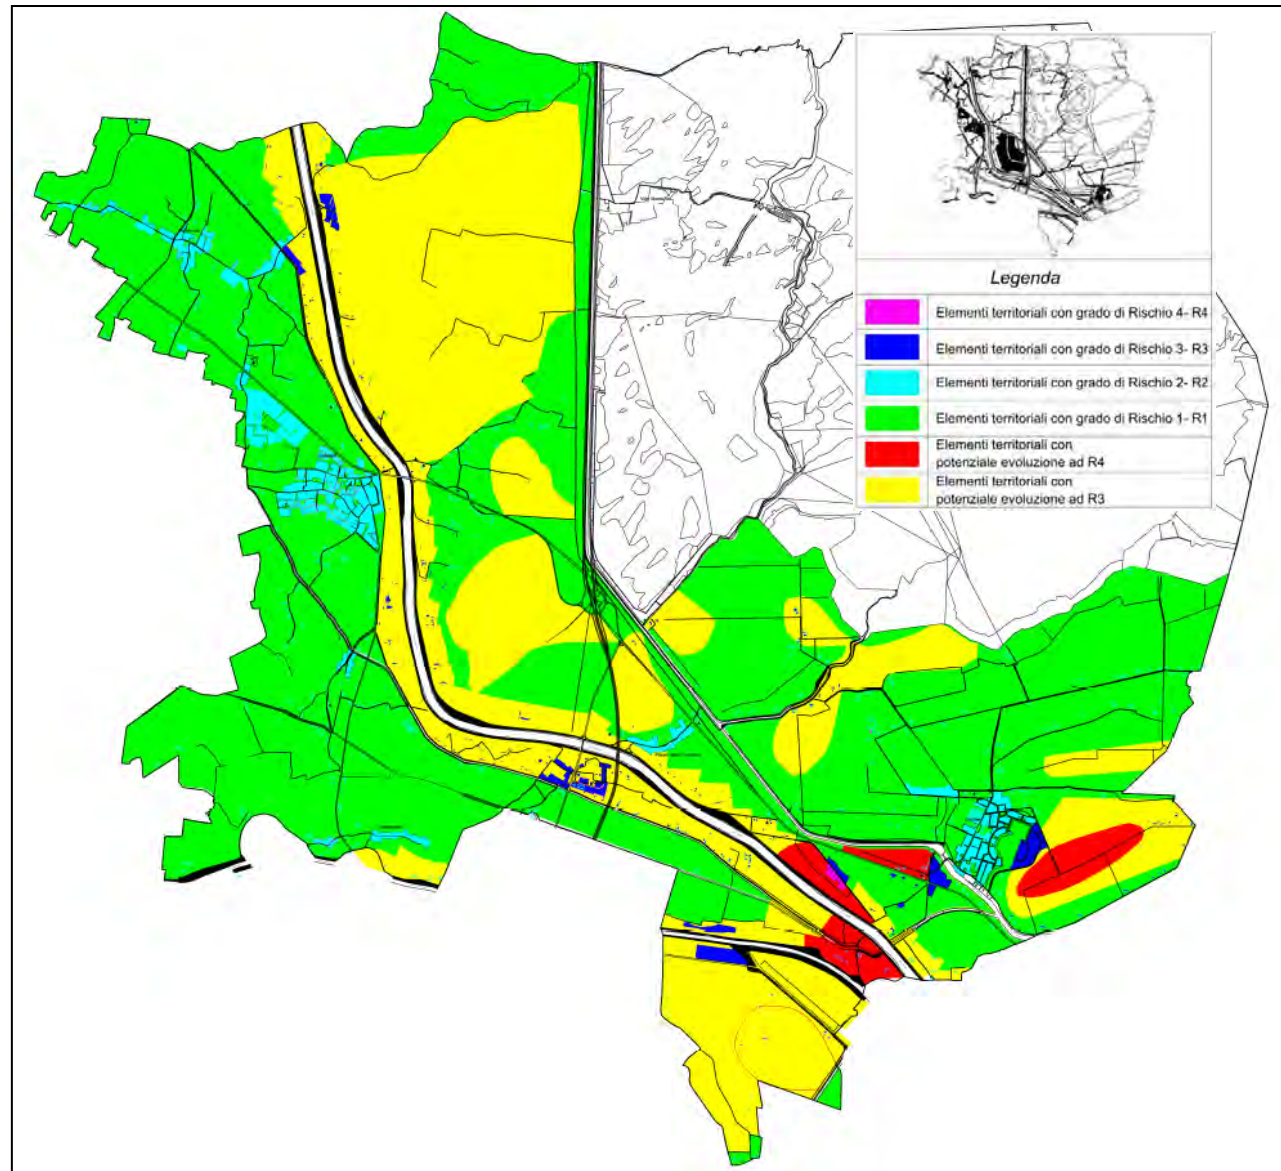 Legenda
Elementi territoriali con grado di Rischio 4- R4
Elementi territoriali con grado di Rischio 3- R3
Elementi territoriali con grado di Rischio 2- R2
Elementi territoriali con grado di Rischio 1- R1
Elementi territoriali con
potenziale evoluzione ad R4
Elementi territoriali con
potenziale evoluzione ad R3